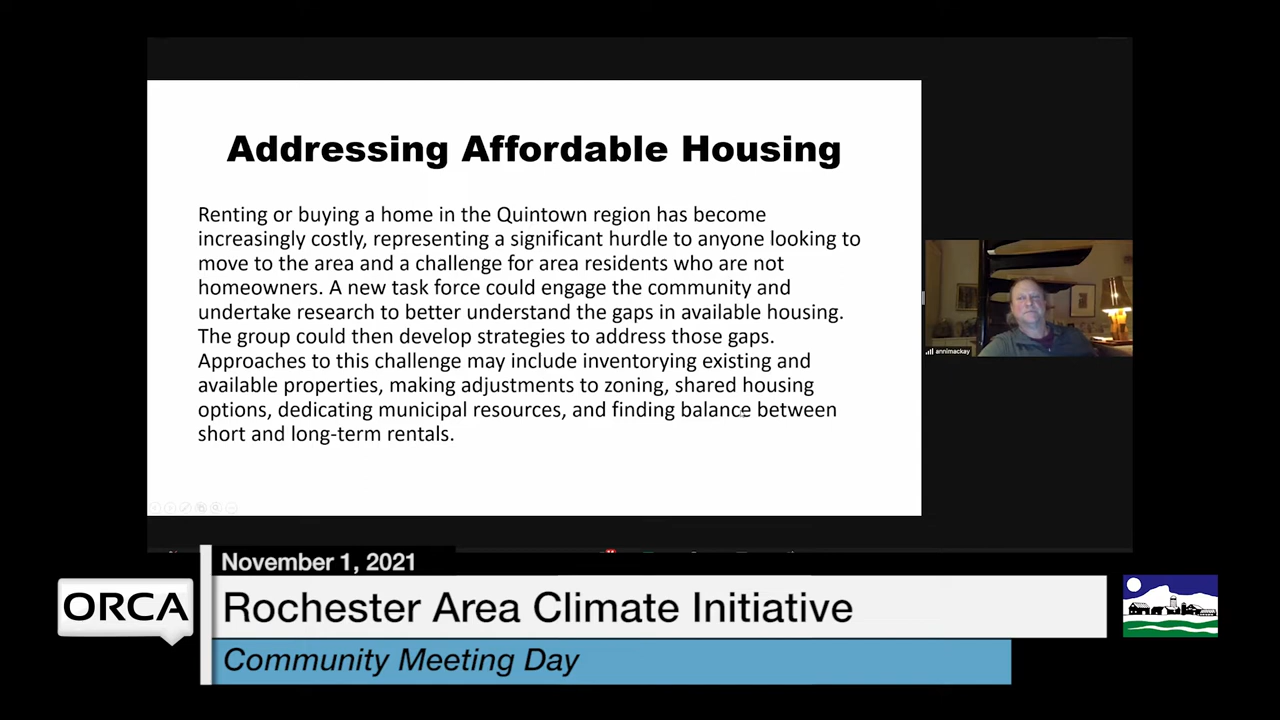 Addressing Affordable Housing
Renting or buying a home in the Quintown region has become
increasingly costly, representing a significant hurdle to anyone looking to
move to the area and a challenge for area residents who are not
homeowners. A new task force could engage the community and
undertake research to better understand the gaps in available housing.
The group could then develop strategies to address those gaps.
Approaches to this challenge may include inventorying existing and
available properties, making adjustments to zoning, shared housing
options, dedicating municipal resources, and finding balance between
short and long-term rentals.
annimackay
November 1, 2021
ORCA
Rochester Area Climate Initiative
Community Meeting Day